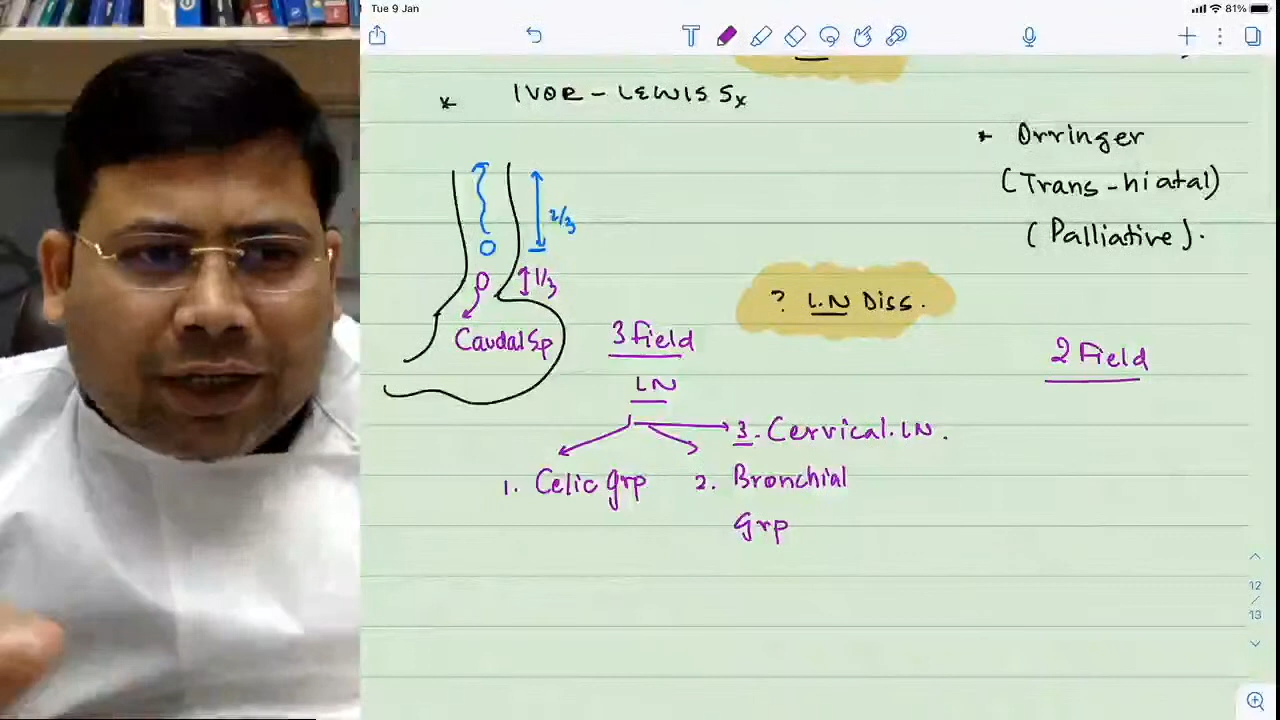 Tue 9 Jan
81%
* IVOR-LEWIS Sx
* Orringer
(Trans-hiatal)
(Palliative).
2/3
1/3
Caudal Sp
? L.N Diss.
3 field
LN
2 Field
3. Cervical. LN.
1. Celic grp
2. Bronchial
grp
12
/
13
T